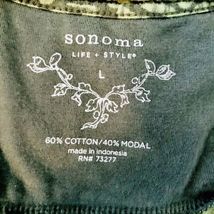 sonoma
LIFE + STYLE®
L
60% COTTON/40% MODAL
made in Indonesia
RN# 73277